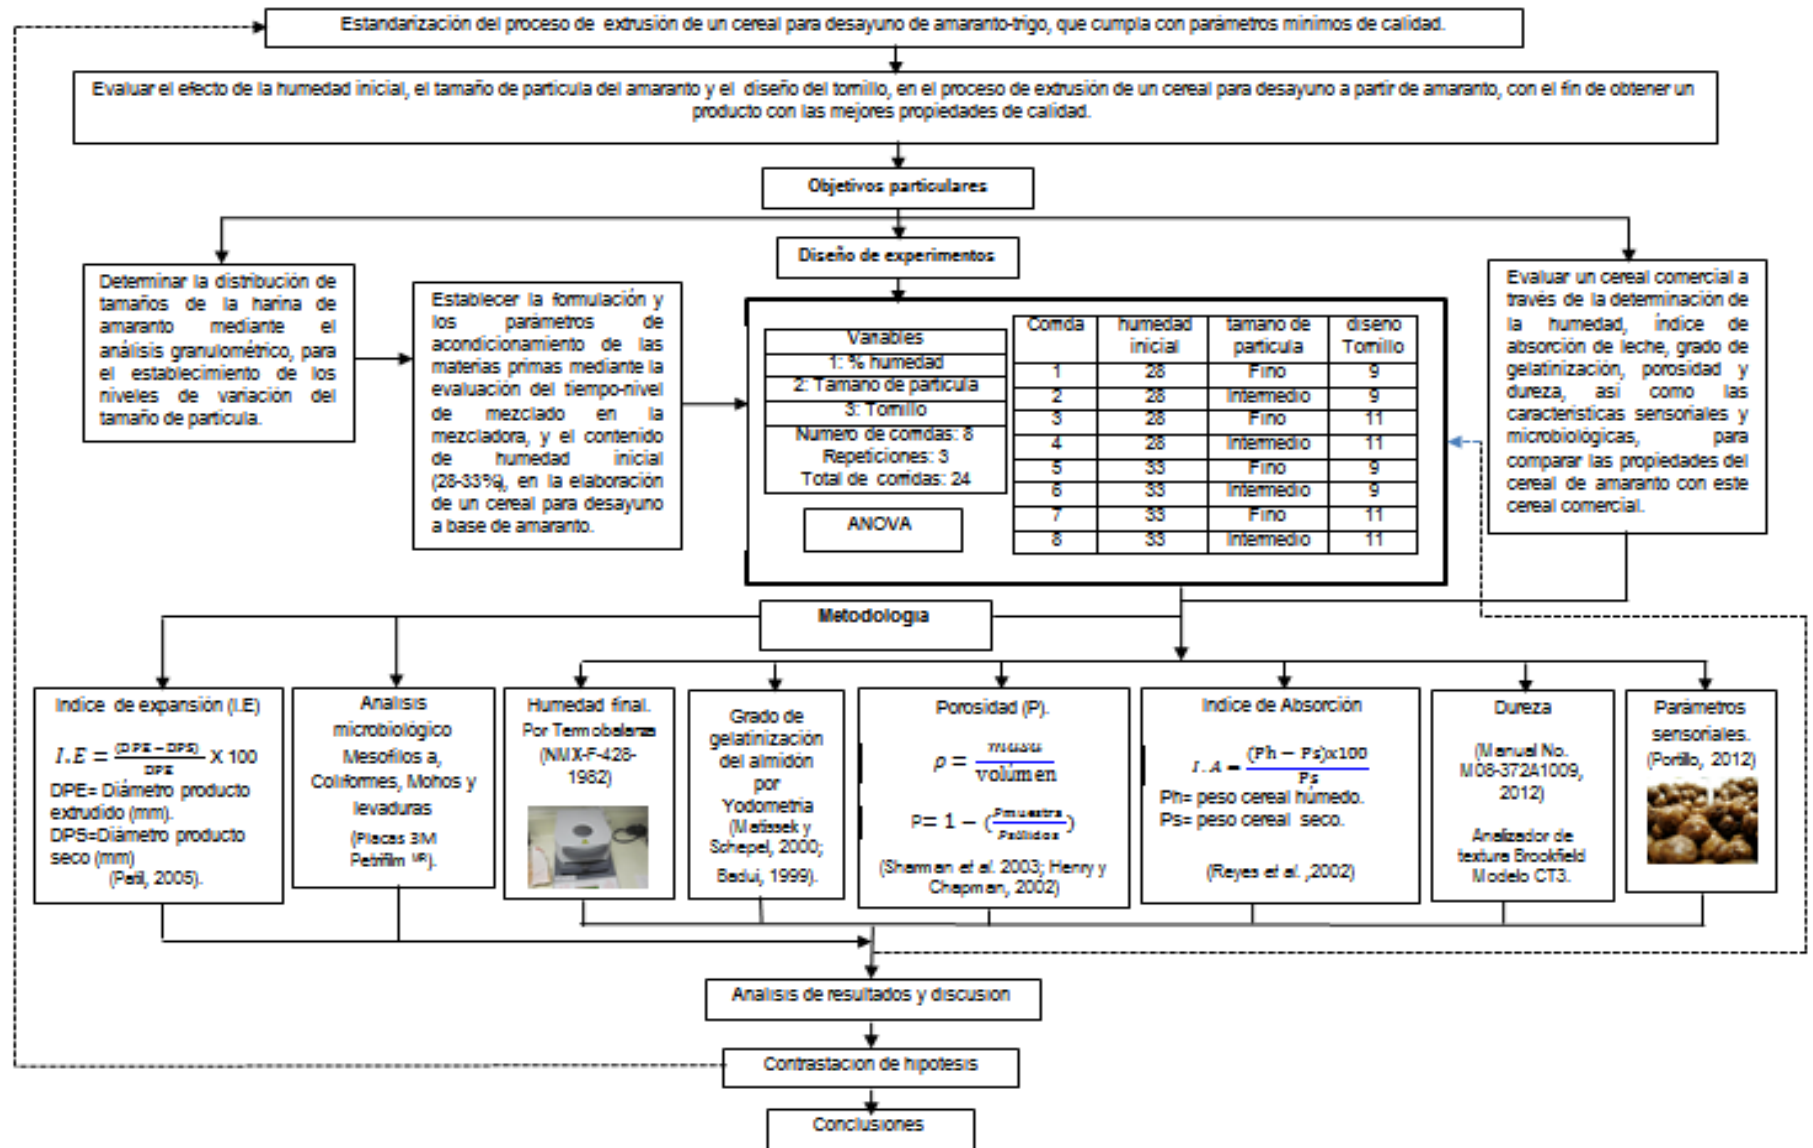 Estandarización del proceso de extrusión de un cereal para desayuno de amaranto-trigo, que cumpla con parámetros mínimos de calidad.
Evaluar el efecto de la humedad inicial, el tamaño de partícula del amaranto y el diseño del tornillo, en el proceso de extrusión de un cereal para desayuno a partir de amaranto, con el fin de obtener un
producto con las mejores propiedades de calidad.
Objetivos particulares
Diseño de experimentos
Determinar la distribución de
tamaños de la harina de
amaranto mediante el
análisis granulométrico, para
el establecimiento de los
niveles de variación del
tamaño de partícula.
Establecer la formulación y
los parámetros de
acondicionamiento de las
materias primas mediante la
evaluación del tiempo-nivel
de mezclado en la
mezcladora, y el contenido
de humedad inicial
(28-33%), en la elaboración
de un cereal para desayuno
a base de amaranto.
Variables
1: % humedad
2: Tamano de particula
3: Tornillo
Numero de corridas: 8
Repeticiones: 3
Total de corridas: 24
ANOVA
Corrida humedad inicial tamano de particula diseno Tornillo
1 28 Fino 9
2 28 Intermedio 9
3 28 Fino 11
4 28 Intermedio 11
5 33 Fino 9
6 33 Intermedio 9
7 33 Fino 11
8 33 Intermedio 11
Evaluar un cereal comercial a
través de la determinación de
la humedad, índice de
absorción de leche, grado de
gelatinización, porosidad y
dureza, así como las
características sensoriales y
microbiológicas, para
comparar las propiedades del
cereal de amaranto con este
cereal comercial.
Metodologia
Indice de expansión (I.E)
I.E = (DPE − DPS) / DPE X 100
DPE= Diámetro producto
extrudido (mm).
DPS=Diámetro producto
seco (mm)
(Patil, 2005).
Analisis
microbiológico
Mesofilos a,
Coliformes, Mohos y
levaduras
(Placas 3M
Petrifilm MR).
Humedad final.
Por Termobalanza
(NMX-F-428-
1982)
Grado de
gelatinización
del almidón
por
Yodometría
(Matissek y
Schepel, 2000;
Badui, 1999).
Porosidad (P).
ρ = masa / volúmen
P= 1 − (ρmuestra / ρsólidos)
(Sharman et al. 2003; Henry y
Chapman, 2002)
Indice de Absorción
I.A = (Ph − Ps)x100 / Ps
Ph= peso cereal húmedo.
Ps= peso cereal seco.
(Reyes et al. ,2002)
Dureza
(Manual No.
M08-372A1009,
2012)
Analizador de
textura Brookfield
Modelo CT3.
Parámetros
sensoriales.
(Portillo, 2012)
Analisis de resultados y discusion
Contrastacion de hipotesis
Conclusiones